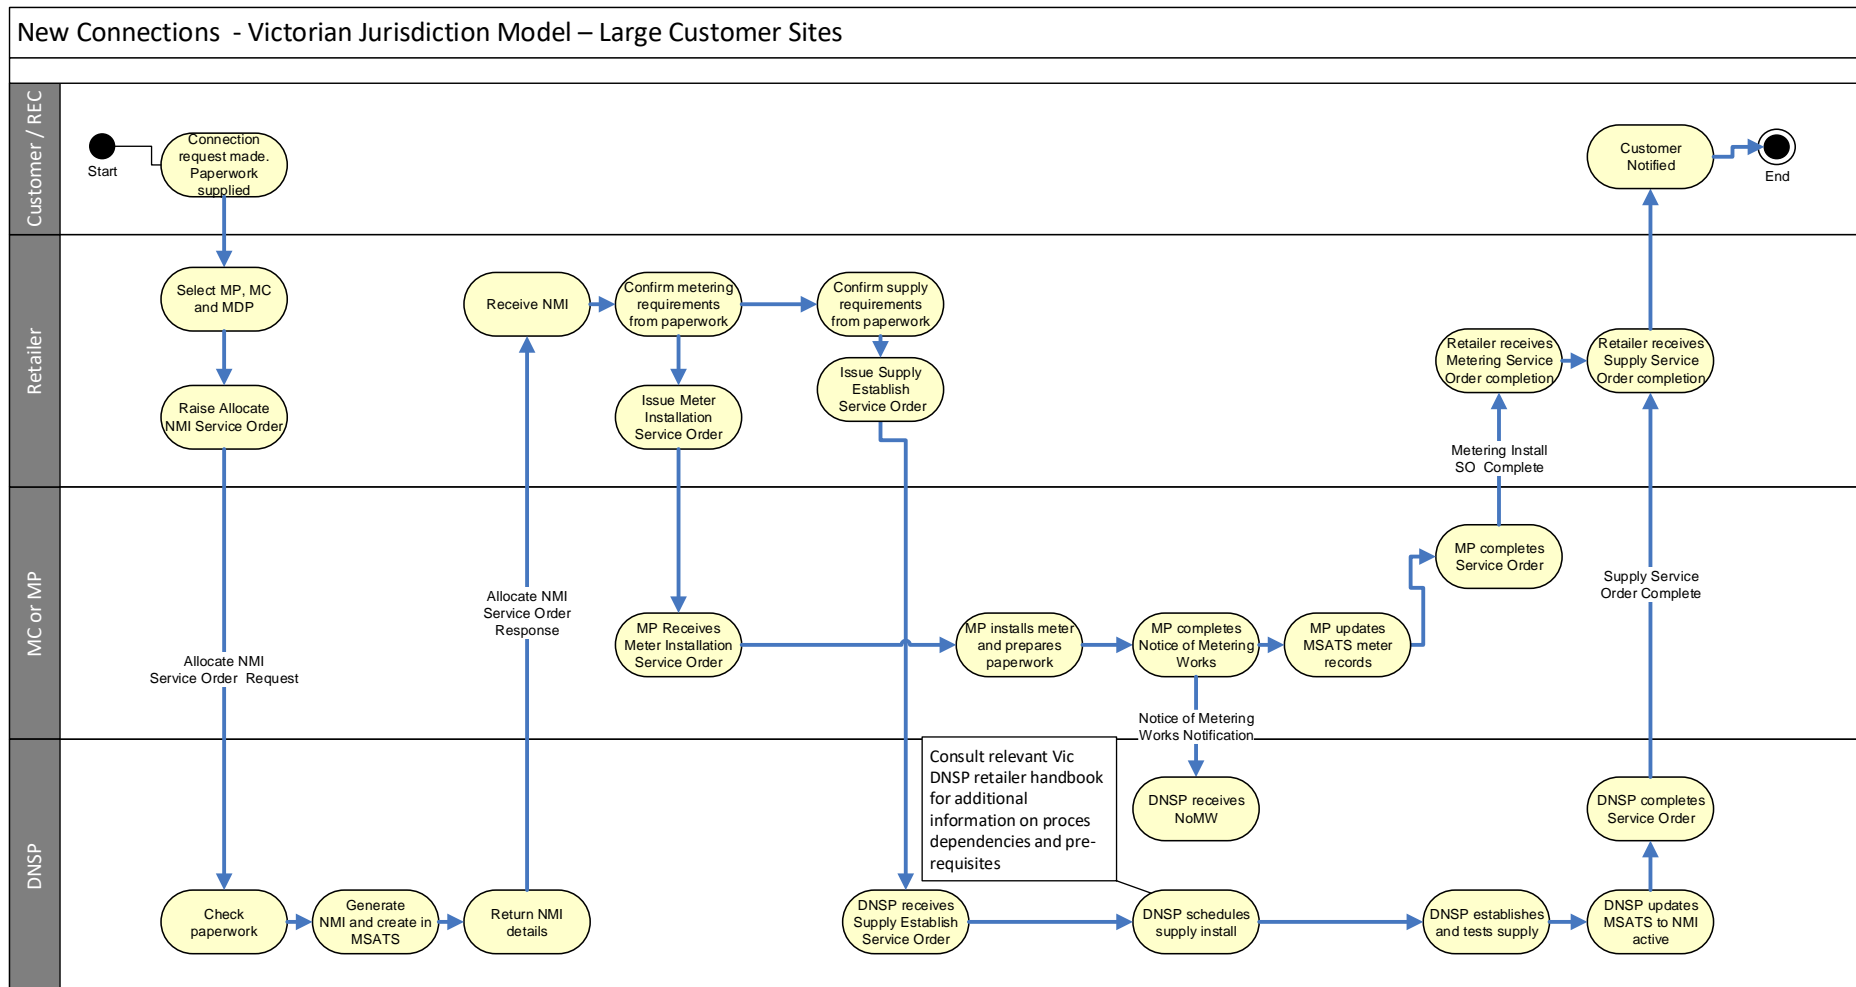 New Connections - Victorian Jurisdiction Model – Large Customer Sites
Customer / REC
Start
Connection
request made.
Paperwork
supplied
Customer
Notified
End
Retailer
Select MP, MC
and MDP
Raise Allocate
NMI Service Order
Receive NMI
Confirm metering
requirements
from paperwork
Issue Meter
Installation
Service Order
Confirm supply
requirements
from paperwork
Issue Supply
Establish
Service Order
Retailer receives
Metering Service
Order completion
Retailer receives
Supply Service
Order completion
Metering Install
SO Complete
MC or MP
Allocate NMI
Service Order Request
Allocate NMI
Service Order
Response
MP Receives
Meter Installation
Service Order
MP installs meter
and prepares
paperwork
MP completes
Notice of Metering
Works
MP updates
MSATS meter
records
MP completes
Service Order
Supply Service
Order Complete
Notice of Metering
Works Notification
DNSP
Consult relevant Vic
DNSP retailer handbook
for additional
information on proces
dependencies and pre-
requisites
DNSP receives
NoMW
DNSP completes
Service Order
Check
paperwork
Generate
NMI and create in
MSATS
Return NMI
details
DNSP receives
Supply Establish
Service Order
DNSP schedules
supply install
DNSP establishes
and tests supply
DNSP updates
MSATS to NMI
active